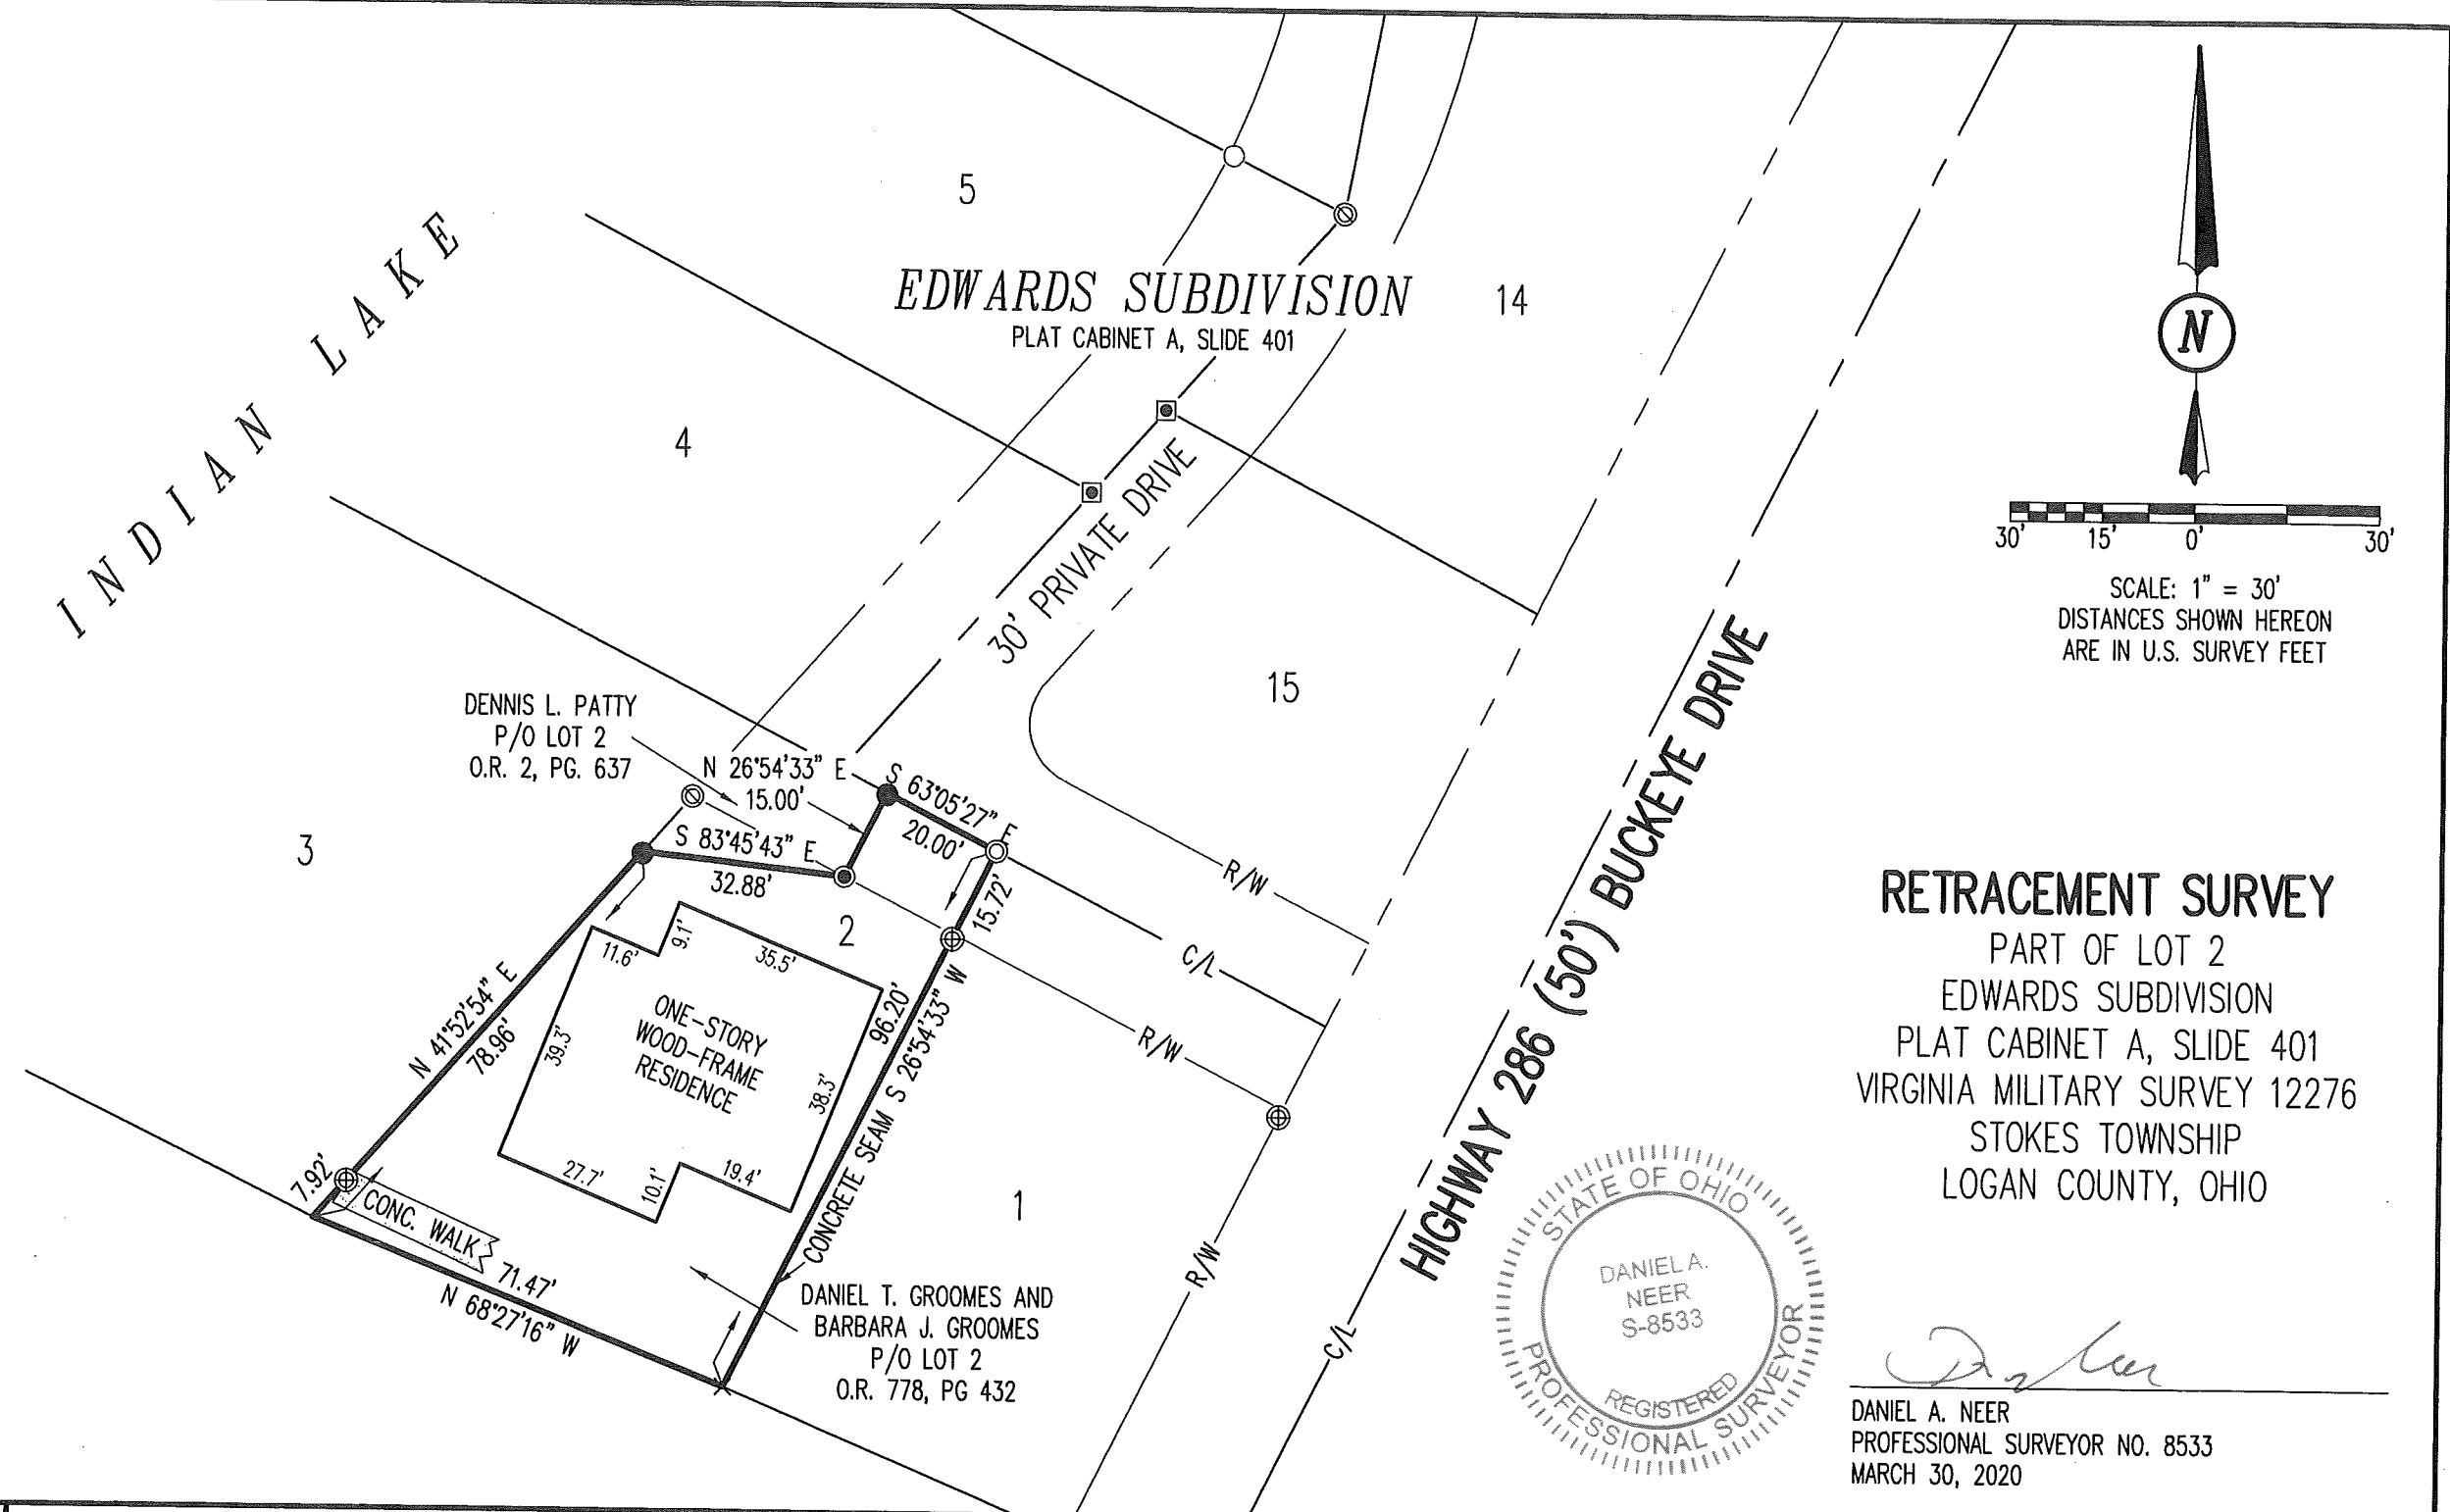 INDIAN LAKE
5
EDWARDS SUBDIVISION
PLAT CABINET A, SLIDE 401
14
4
30' PRIVATE DRIVE
15
N
30' 15' 0' 30'
SCALE: 1" = 30'
DISTANCES SHOWN HEREON
ARE IN U.S. SURVEY FEET
DENNIS L. PATTY
P/O LOT 2
O.R. 2, PG. 637
N 26°54'33" E
15.00'
S 63°05'27" E
20.00'
S 83°45'43" E
32.88'
15.72'
3
2
11.6'
9.1'
35.5'
ONE-STORY
WOOD-FRAME
RESIDENCE
39.3'
38.3'
27.7'
10.1'
19.4'
N 41°52'54" E
78.96'
7.92'
CONC. WALK
71.47'
N 68°27'16" W
96.20'
CONCRETE SEAM S 26°54'33" W
1
DANIEL T. GROOMES AND
BARBARA J. GROOMES
P/O LOT 2
O.R. 778, PG 432
R/W
C/L
R/W
R/W
C/L
HIGHWAY 286 (50') BUCKEYE DRIVE
RETRACEMENT SURVEY
PART OF LOT 2
EDWARDS SUBDIVISION
PLAT CABINET A, SLIDE 401
VIRGINIA MILITARY SURVEY 12276
STOKES TOWNSHIP
LOGAN COUNTY, OHIO
STATE OF OHIO
DANIEL A.
NEER
S-8533
REGISTERED
PROFESSIONAL SURVEYOR
DANIEL A. NEER
PROFESSIONAL SURVEYOR NO. 8533
MARCH 30, 2020